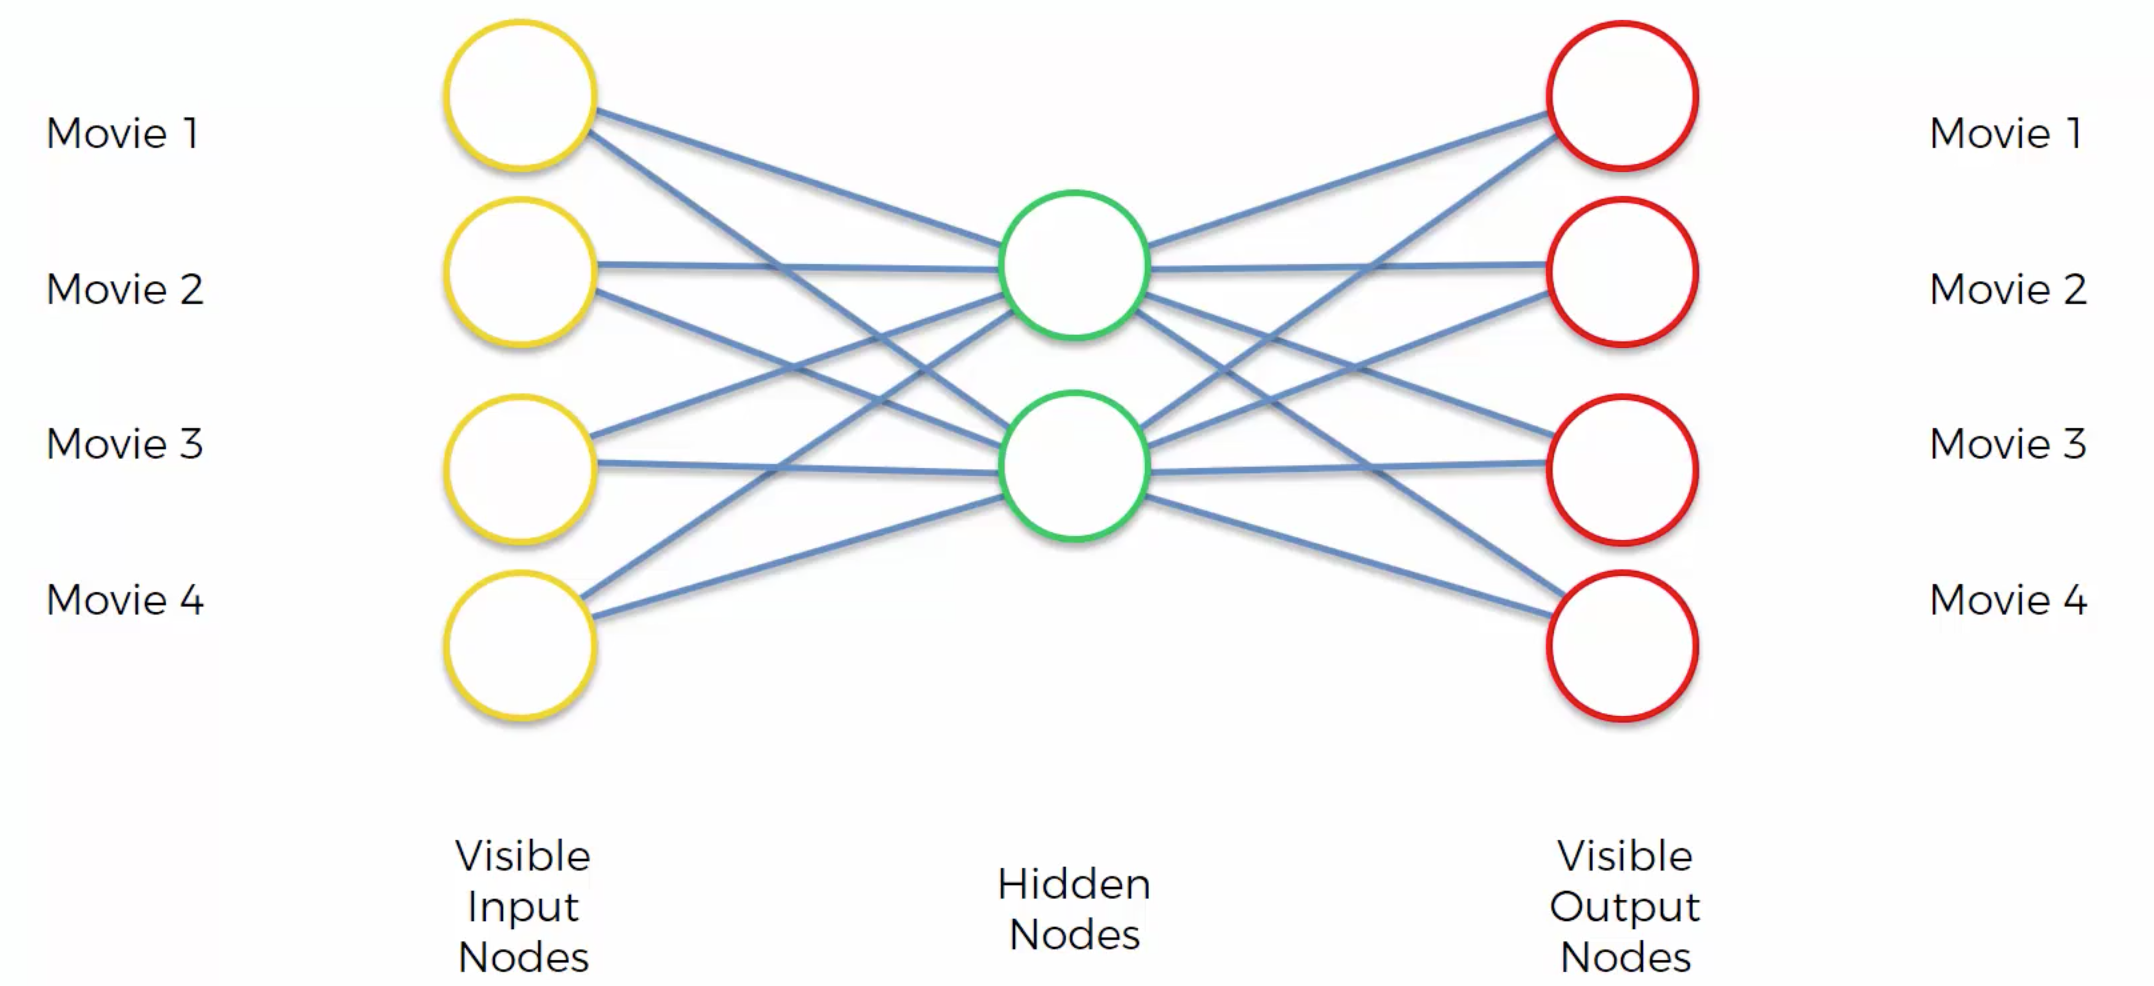 Movie 1
Movie 2
Movie 3
Movie 4
Movie 1
Movie 2
Movie 3
Movie 4
Visible
Input
Nodes
Hidden
Nodes
Visible
Output
Nodes